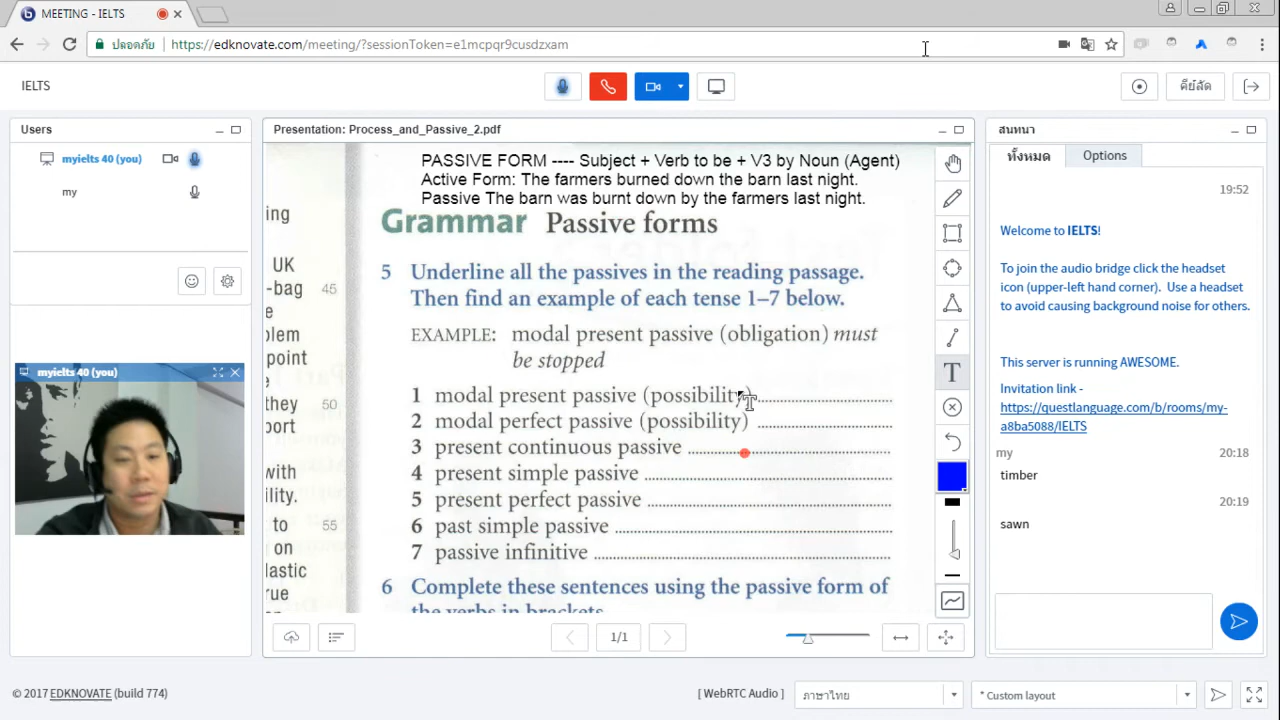 MEETING - IELTS
ปลอดภัย
https://edknovate.com/meeting/?sessionToken=e1mcpqr9cusdzxam
IELTS
คีย์ลัด
Users
myielts 40 (you)
my
myielts 40 (you)
Presentation: Process_and_Passive_2.pdf
PASSIVE FORM ---- Subject + Verb to be + V3 by Noun (Agent)
Active Form: The farmers burned down the barn last night.
Passive The barn was burnt down by the farmers last night.
Grammar Passive forms
5 Underline all the passives in the reading passage.
Then find an example of each tense 1–7 below.
EXAMPLE: modal present passive (obligation) must
be stopped
1 modal present passive (possibility)
2 modal perfect passive (possibility)
3 present continuous passive
4 present simple passive
5 present perfect passive
6 past simple passive
7 passive infinitive
6 Complete these sentences using the passive form of
the verbs in brackets
ing
UK
-bag
45
e
olem
point
e
they
50
port
with
ility.
to
55
on
lastic
rue
T
1/1
สนทนา
ทั้งหมด
Options
19:52
Welcome to IELTS!
To join the audio bridge click the headset
icon (upper-left hand corner). Use a headset
to avoid causing background noise for others.
This server is running AWESOME.
Invitation link -
https://questlanguage.com/b/rooms/my-
a8ba5088/IELTS
my
20:18
timber
20:19
sawn
© 2017 EDKNOVATE (build 774)
[ WebRTC Audio ]
ภาษาไทย
* Custom layout